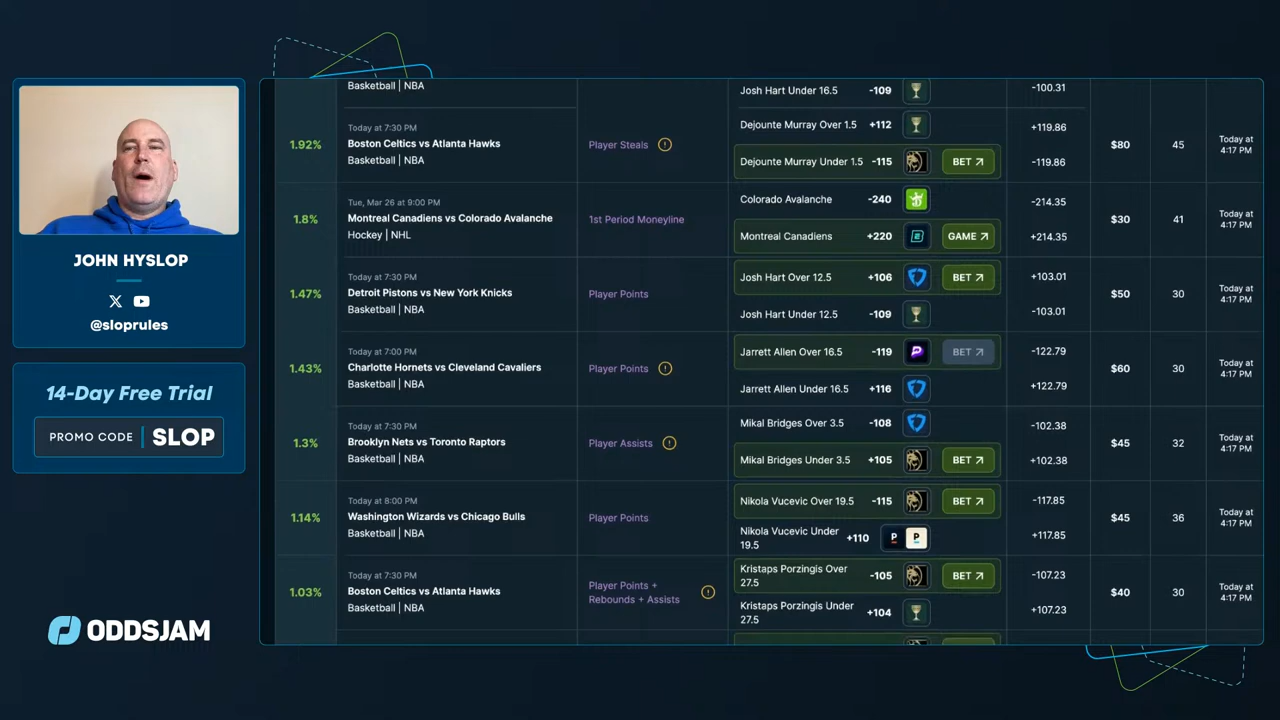 JOHN HYSLOP
@sloprules
14-Day Free Trial
PROMO CODE | SLOP
ODDSJAM
Basketball | NBA
Josh Hart Under 16.5 -109
-100.31
1.92%
Today at 7:30 PM
Boston Celtics vs Atlanta Hawks
Basketball | NBA
Player Steals
Dejounte Murray Over 1.5 +112
Dejounte Murray Under 1.5 -115 BET
+119.86
-119.86
$80
45
Today at
4:17 PM
1.8%
Tue, Mar 26 at 9:00 PM
Montreal Canadiens vs Colorado Avalanche
Hockey | NHL
1st Period Moneyline
Colorado Avalanche -240
Montreal Canadiens +220 GAME
-214.35
+214.35
$30
41
Today at
4:17 PM
1.47%
Today at 7:30 PM
Detroit Pistons vs New York Knicks
Basketball | NBA
Player Points
Josh Hart Over 12.5 +106 BET
Josh Hart Under 12.5 -109
+103.01
-103.01
$50
30
Today at
4:17 PM
1.43%
Today at 7:00 PM
Charlotte Hornets vs Cleveland Cavaliers
Basketball | NBA
Player Points
Jarrett Allen Over 16.5 -119 BET
Jarrett Allen Under 16.5 +116
-122.79
+122.79
$60
30
Today at
4:17 PM
1.3%
Today at 7:30 PM
Brooklyn Nets vs Toronto Raptors
Basketball | NBA
Player Assists
Mikal Bridges Over 3.5 -108
Mikal Bridges Under 3.5 +105 BET
-102.38
+102.38
$45
32
Today at
4:17 PM
1.14%
Today at 8:00 PM
Washington Wizards vs Chicago Bulls
Basketball | NBA
Player Points
Nikola Vucevic Over 19.5 -115 BET
Nikola Vucevic Under
19.5 +110 P P
-117.85
+117.85
$45
36
Today at
4:17 PM
1.03%
Today at 7:30 PM
Boston Celtics vs Atlanta Hawks
Basketball | NBA
Player Points +
Rebounds + Assists
Kristaps Porzingis Over
27.5 -105 BET
Kristaps Porzingis Under
27.5 +104
-107.23
+107.23
$40
30
Today at
4:17 PM